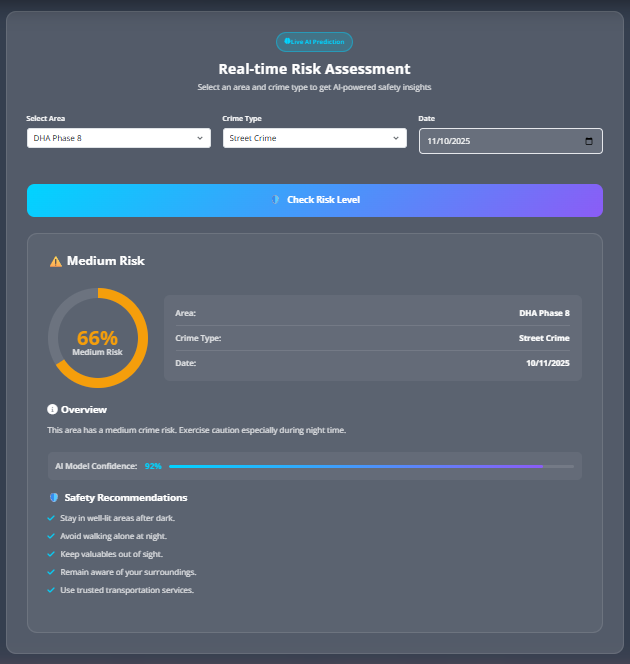 Live AI Prediction
Real-time Risk Assessment
Select an area and crime type to get AI-powered safety insights
Select Area Crime Type Date
DHA Phase 8 Street Crime 11/10/2025
Check Risk Level
Medium Risk
66%
Medium Risk
Area: DHA Phase 8
Crime Type: Street Crime
Date: 10/11/2025
Overview
This area has a medium crime risk. Exercise caution especially during night time.
AI Model Confidence: 92%
Safety Recommendations
Stay in well-lit areas after dark.
Avoid walking alone at night.
Keep valuables out of sight.
Remain aware of your surroundings.
Use trusted transportation services.